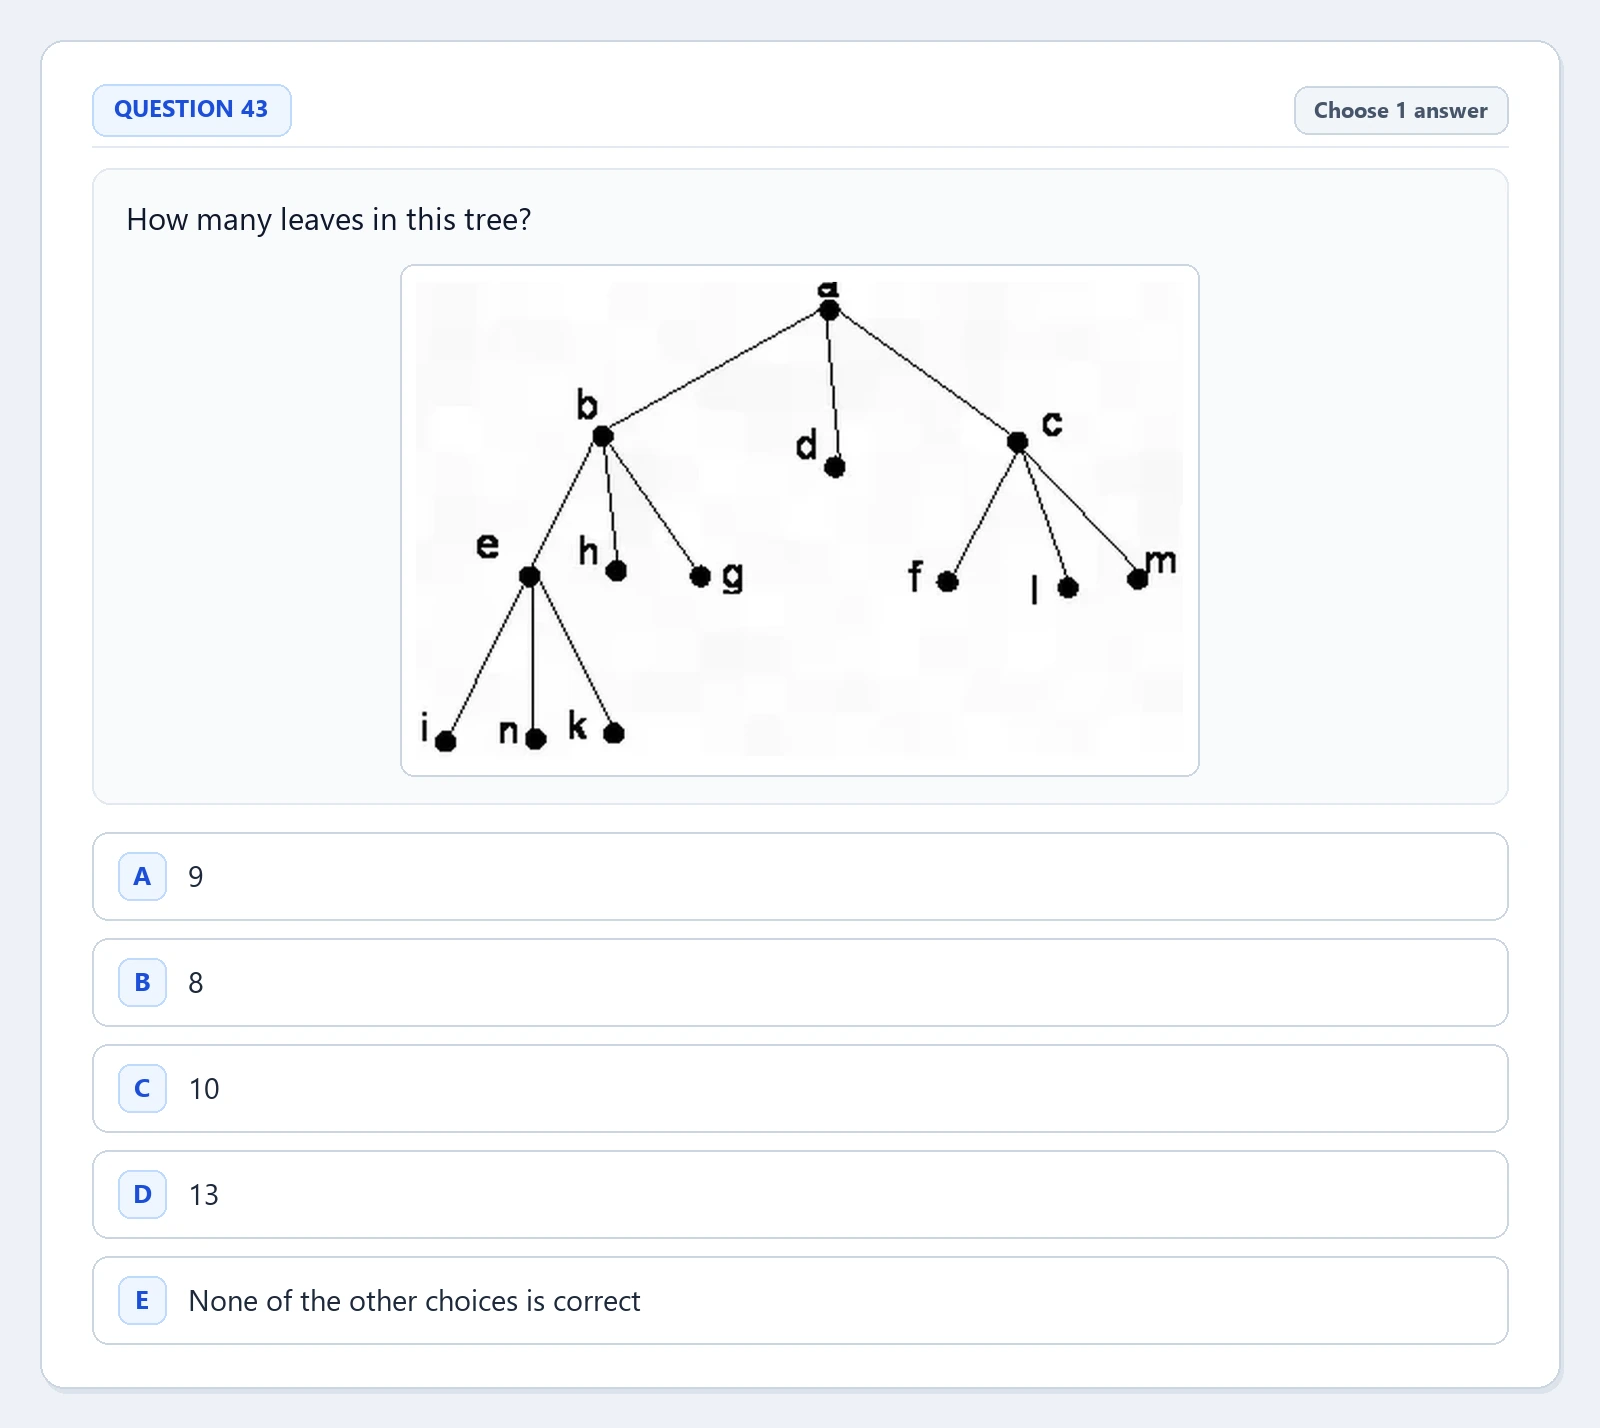 QUESTION 43
Choose 1 answer
How many leaves in this tree?
a
b
c
d
e
h
g
f
l
m
i
n
k
A 9
B 8
C 10
D 13
E None of the other choices is correct